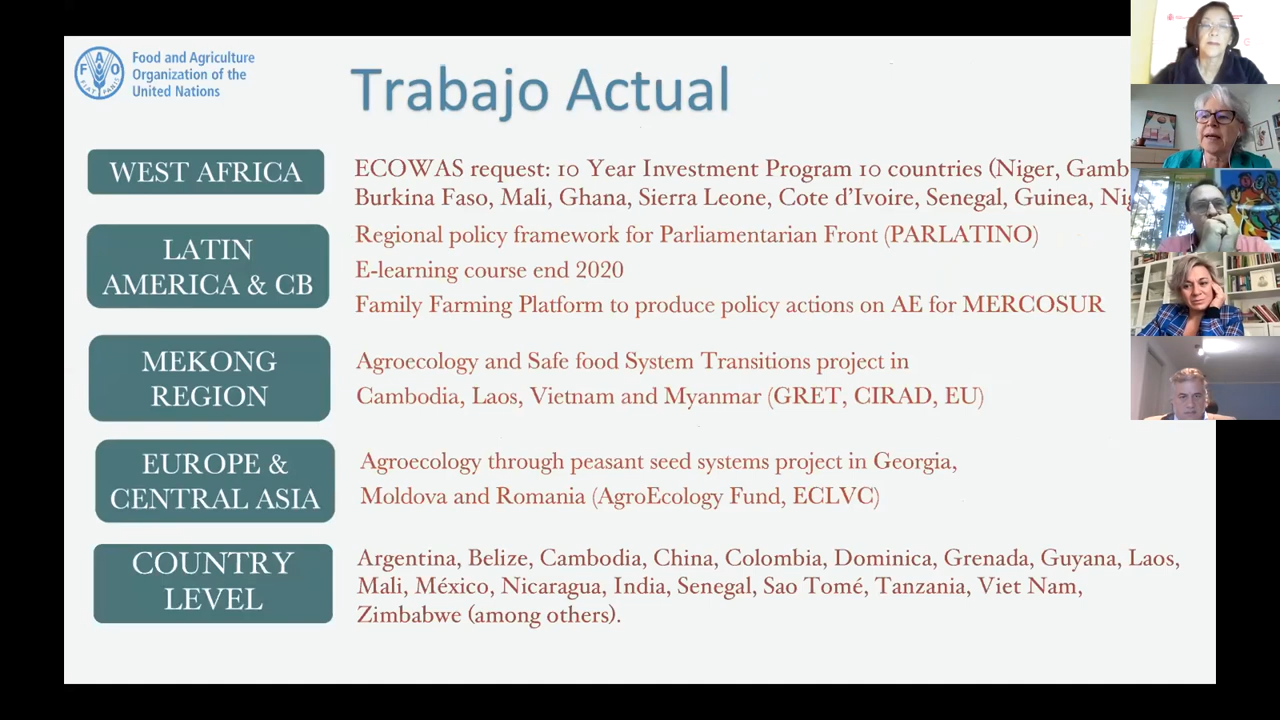 Food and Agriculture
Organization of the
United Nations
Trabajo Actual
WEST AFRICA
ECOWAS request: 10 Year Investment Program 10 countries (Niger,
Burkina Faso, Mali, Ghana, Sierra Leone, Cote d’Ivoire, Senegal, Guinea,
LATIN
AMERICA & CB
Regional policy framework for Parliamentarian Front (PARLATINO)
E-learning course end 2020
Family Farming Platform to produce policy actions on AE for MERCOSUR
MEKONG
REGION
Agroecology and Safe food System Transitions project in
Cambodia, Laos, Vietnam and Myanmar (GRET, CIRAD, EU)
EUROPE &
CENTRAL ASIA
Agroecology through peasant seed systems project in Georgia,
Moldova and Romania (AgroEcology Fund, ECLVC)
COUNTRY
LEVEL
Argentina, Belize, Cambodia, China, Colombia, Dominica, Grenada, Guyana, Laos,
Mali, México, Nicaragua, India, Senegal, Sao Tomé, Tanzania, Viet Nam,
Zimbabwe (among others).